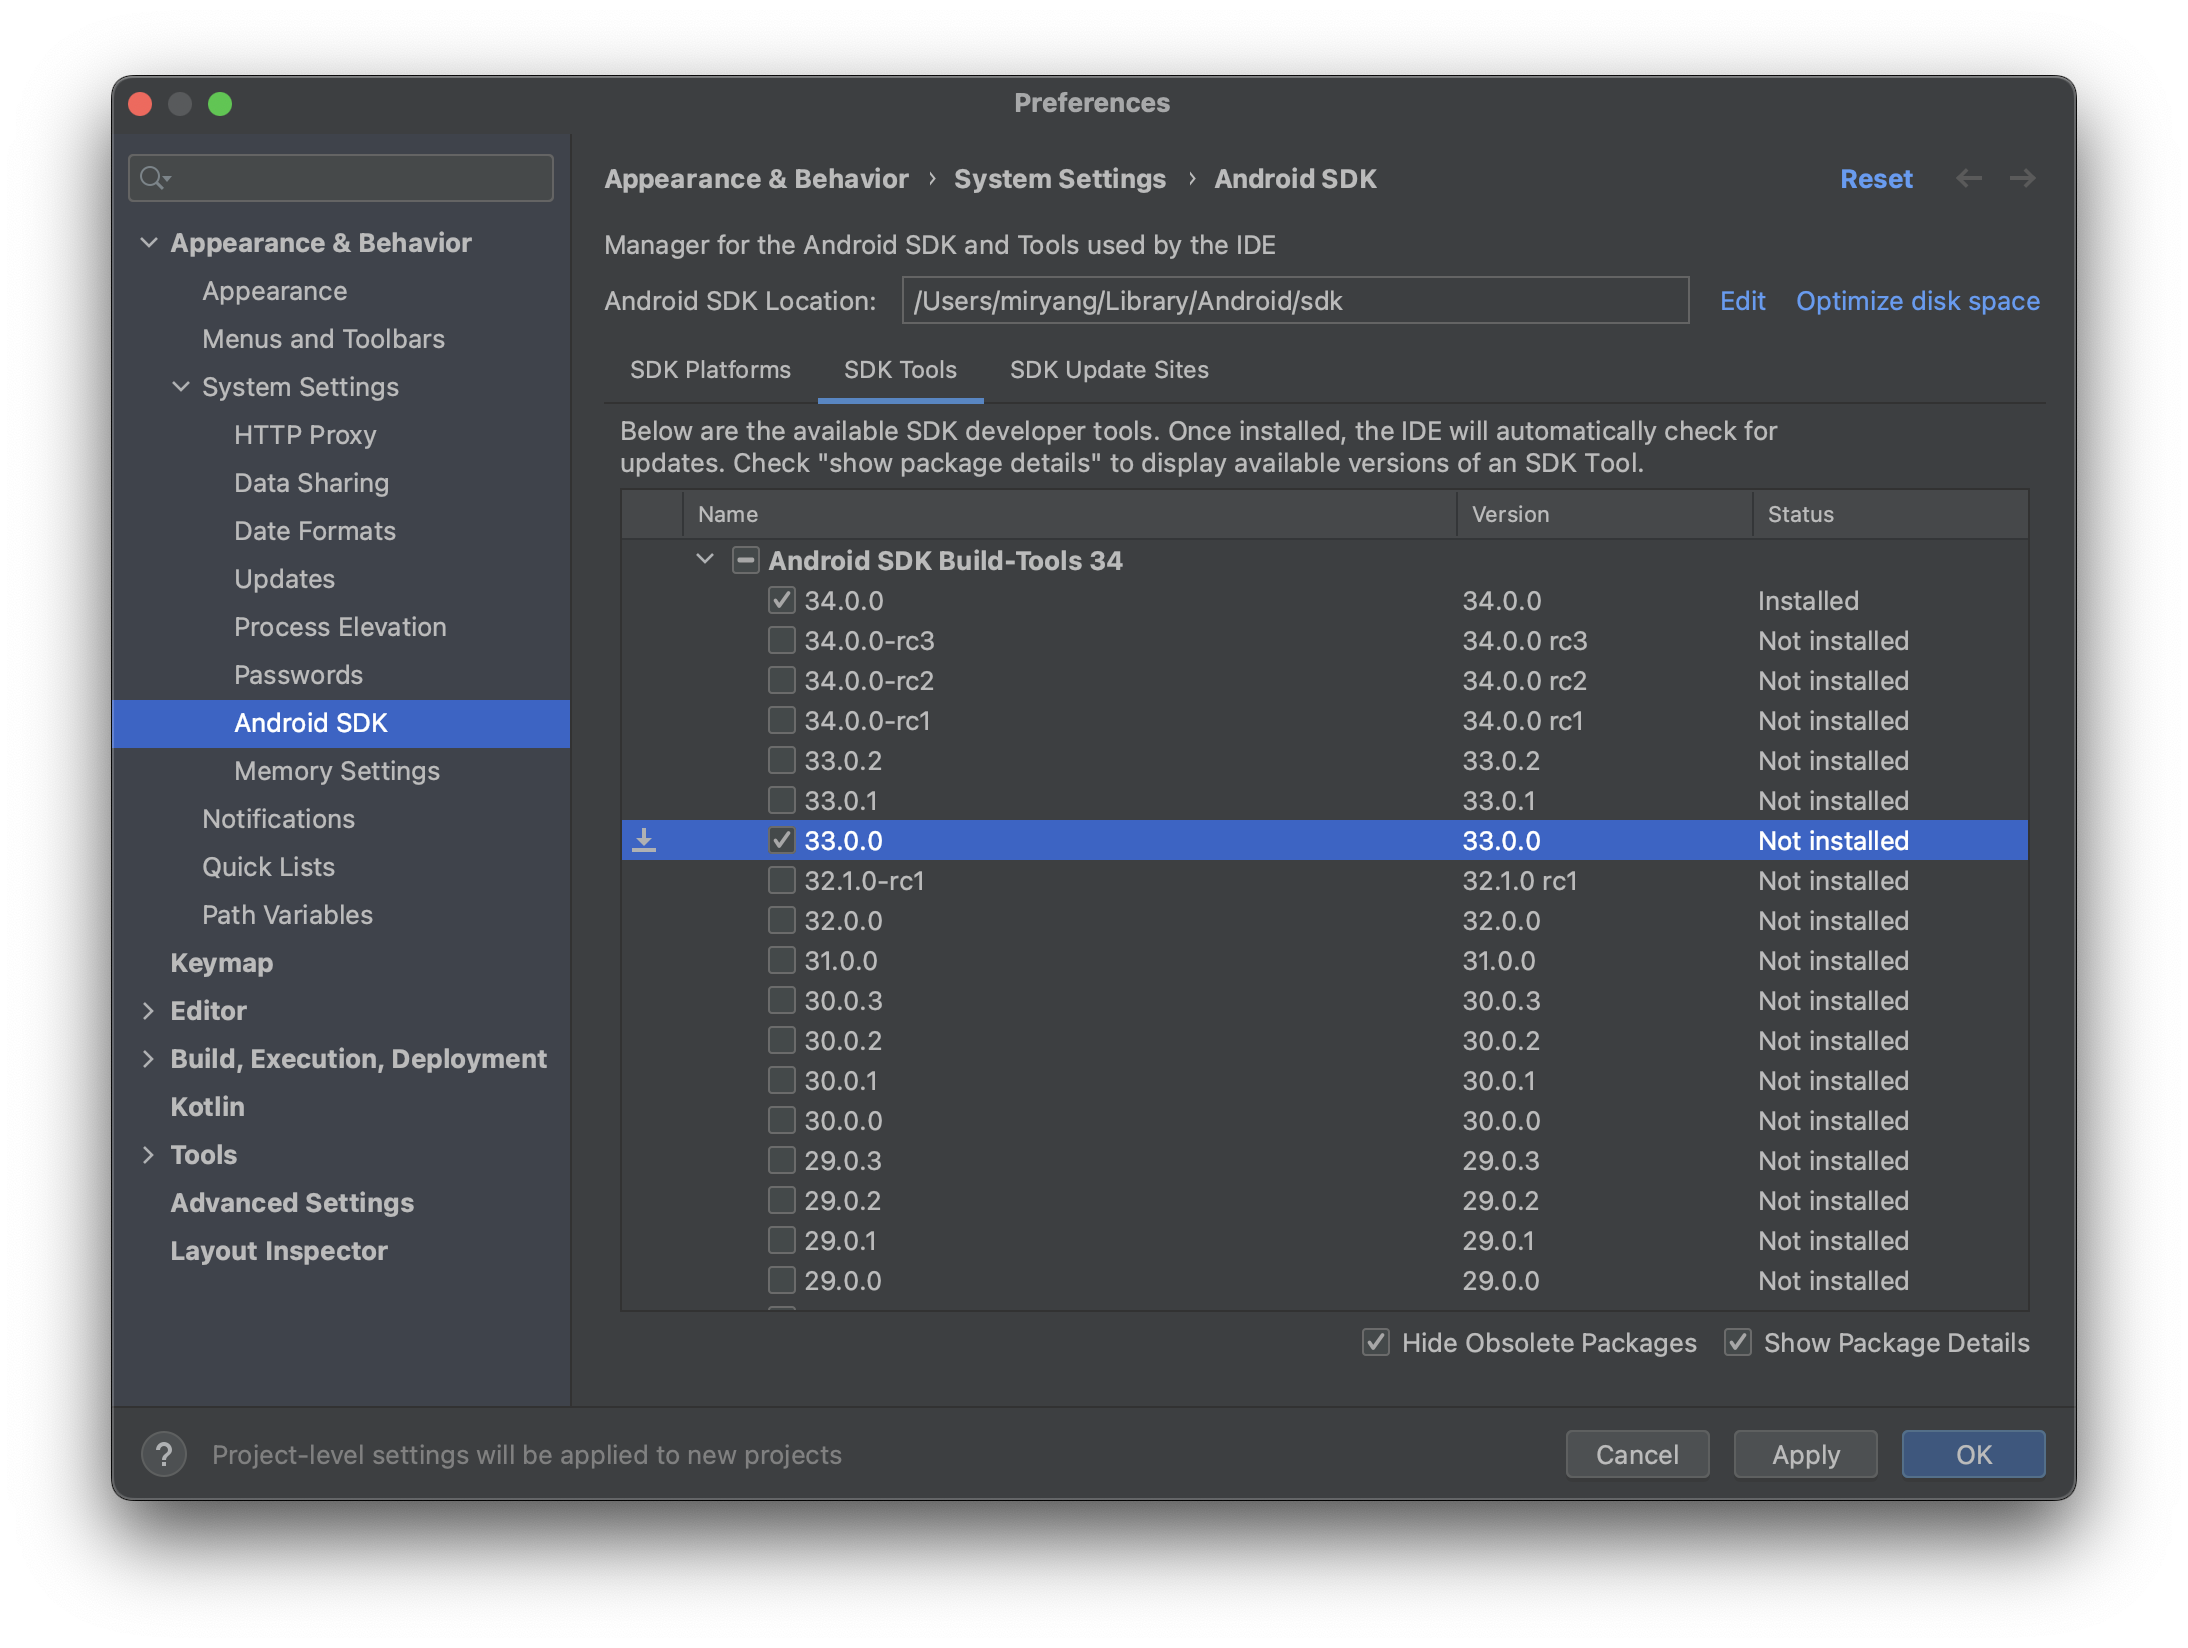 Preferences
Appearance & Behavior
Appearance
Menus and Toolbars
System Settings
HTTP Proxy
Data Sharing
Date Formats
Updates
Process Elevation
Passwords
Android SDK
Memory Settings
Notifications
Quick Lists
Path Variables
Keymap
Editor
Build, Execution, Deployment
Kotlin
Tools
Advanced Settings
Layout Inspector
Appearance & Behavior › System Settings › Android SDK Reset
Manager for the Android SDK and Tools used by the IDE
Android SDK Location: /Users/miryang/Library/Android/sdk Edit Optimize disk space
SDK Platforms SDK Tools SDK Update Sites
Below are the available SDK developer tools. Once installed, the IDE will automatically check for
updates. Check "show package details" to display available versions of an SDK Tool.
Name Version Status
Android SDK Build-Tools 34
34.0.0 34.0.0 Installed
34.0.0-rc3 34.0.0 rc3 Not installed
34.0.0-rc2 34.0.0 rc2 Not installed
34.0.0-rc1 34.0.0 rc1 Not installed
33.0.2 33.0.2 Not installed
33.0.1 33.0.1 Not installed
33.0.0 33.0.0 Not installed
32.1.0-rc1 32.1.0 rc1 Not installed
32.0.0 32.0.0 Not installed
31.0.0 31.0.0 Not installed
30.0.3 30.0.3 Not installed
30.0.2 30.0.2 Not installed
30.0.1 30.0.1 Not installed
30.0.0 30.0.0 Not installed
29.0.3 29.0.3 Not installed
29.0.2 29.0.2 Not installed
29.0.1 29.0.1 Not installed
29.0.0 29.0.0 Not installed
Hide Obsolete Packages Show Package Details
? Project-level settings will be applied to new projects Cancel Apply OK